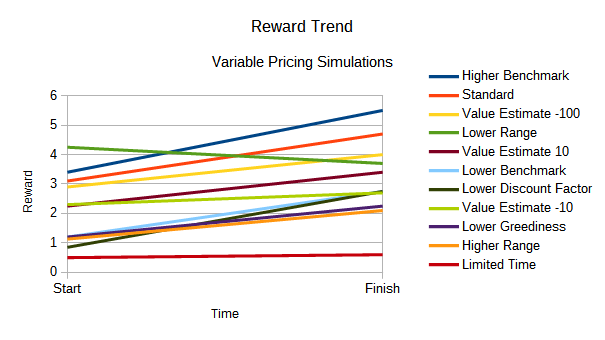 Reward Trend
Variable Pricing Simulations
6
5
4
3
2
1
0
Reward
Start
Finish
Time
Higher Benchmark
Standard
Value Estimate -100
Lower Range
Value Estimate 10
Lower Benchmark
Lower Discount Factor
Value Estimate -10
Lower Greediness
Higher Range
Limited Time